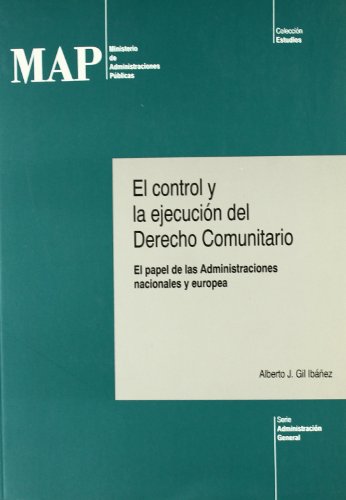 MAP
Ministerio
de
Administraciones
Públicas
Colección
Estudios
El control y
la ejecución del
Derecho Comunitario
El papel de las Administraciones
nacionales y europea
Alberto J. Gil Ibáñez
Serie
Administración
General